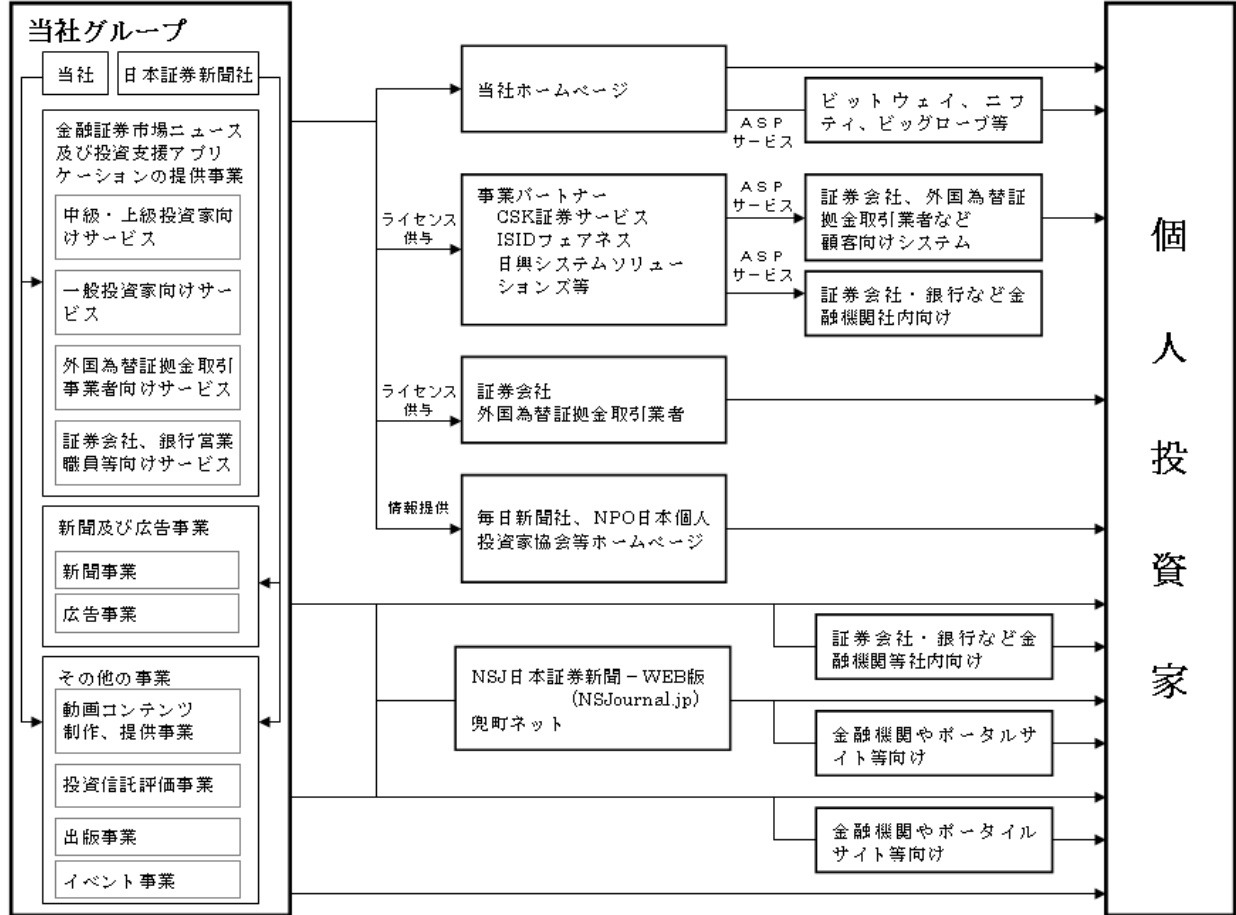 当社グループ
当社
日本証券新聞社
金融証券市場ニュース
及び投資支援アプリ
ケーションの提供事業
中級・上級投資家向
けサービス
一般投資家向けサー
ビス
外国為替証拠金取引
事業者向けサービス
証券会社、銀行営業
職員等向けサービス
新聞及び広告事業
新聞事業
広告事業
その他の事業
動画コンテンツ
制作、提供事業
投資信託評価事業
出版事業
イベント事業
当社ホームページ
ASP
サービス
ビットウェイ、ニフ
ティ、ビッグローブ等
ライセンス
供与
事業パートナー
CSK証券サービス
ISIDフェアネス
日興システムソリュー
ションズ等
ASP
サービス
証券会社、外国為替証
拠金取引業者など
顧客向けシステム
ASP
サービス
証券会社・銀行など金
融機関社内向け
ライセンス
供与
証券会社
外国為替証拠金取引業者
情報提供
毎日新聞社、NPO日本個人
投資家協会等ホームページ
証券会社・銀行など金
融機関等社内向け
NSJ日本証券新聞－WEB版
(NSJournal.jp)
兜町ネット
金融機関やポータルサ
イト等向け
金融機関やポータイル
サイト等向け
個人投資家